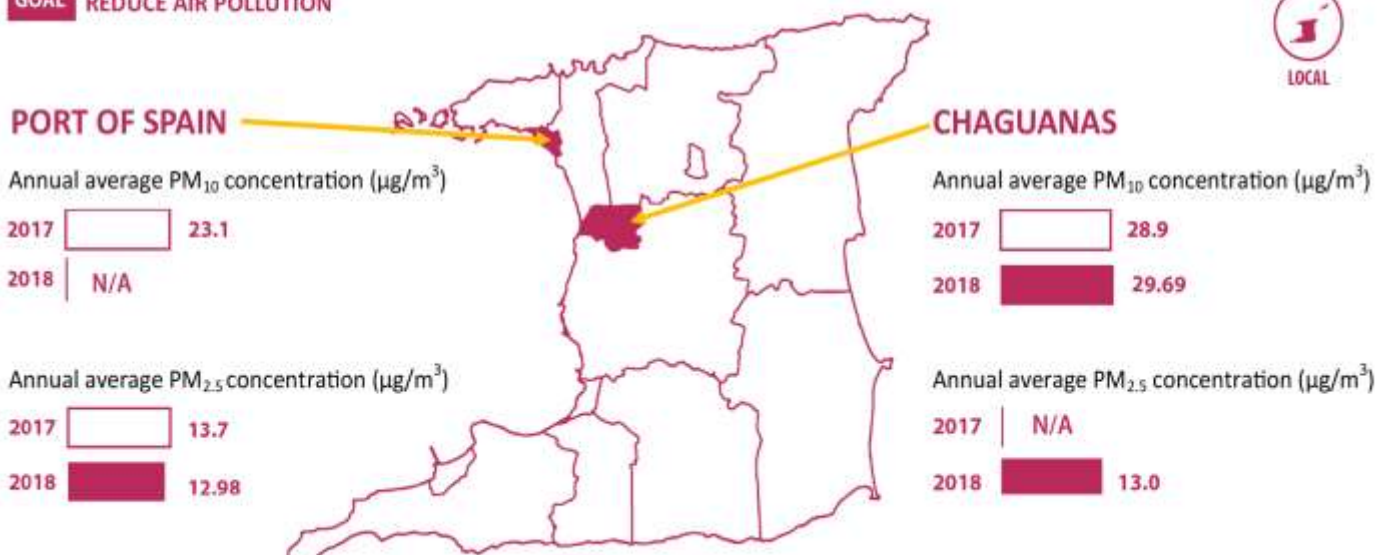 GOAL REDUCE AIR POLLUTION
LOCAL
PORT OF SPAIN
Annual average PM₁₀ concentration (µg/m³)
2017 23.1
2018 N/A
Annual average PM₂.₅ concentration (µg/m³)
2017 13.7
2018 12.98
CHAGUANAS
Annual average PM₁₀ concentration (µg/m³)
2017 28.9
2018 29.69
Annual average PM₂.₅ concentration (µg/m³)
2017 N/A
2018 13.0